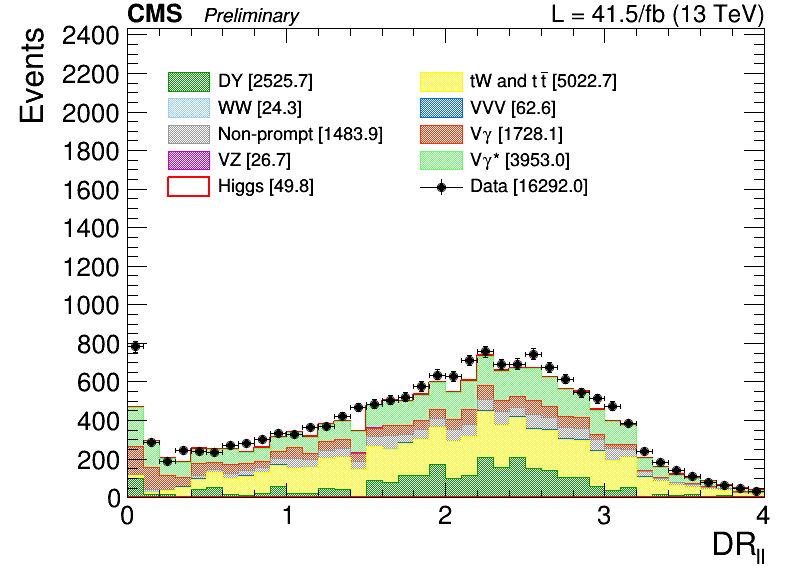 CMS Preliminary L = 41.5/fb (13 TeV)
Events
2400
2200
2000
1800
1600
1400
1200
1000
800
600
400
200
0
DY [2525.7]
WW [24.3]
Non-prompt [1483.9]
VZ [26.7]
Higgs [49.8]
tW and tt̄ [5022.7]
VVV [62.6]
Vγ [1728.1]
Vγ* [3953.0]
Data [16292.0]
0 1 2 3 4
DR_ll